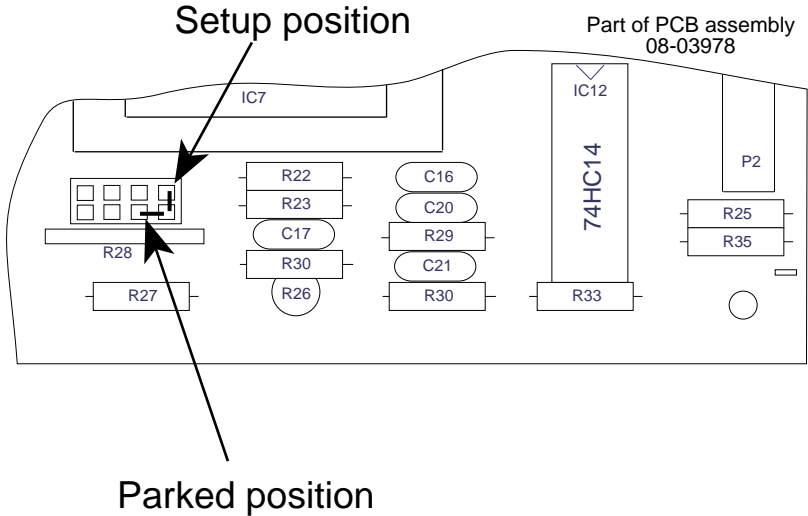 Setup position
Part of PCB assembly
08-03978
IC7
IC12
74HC14
P2
R22
R23
C17
R30
R26
C16
C20
R29
C21
R30
R25
R35
R28
R27
R33
Parked position